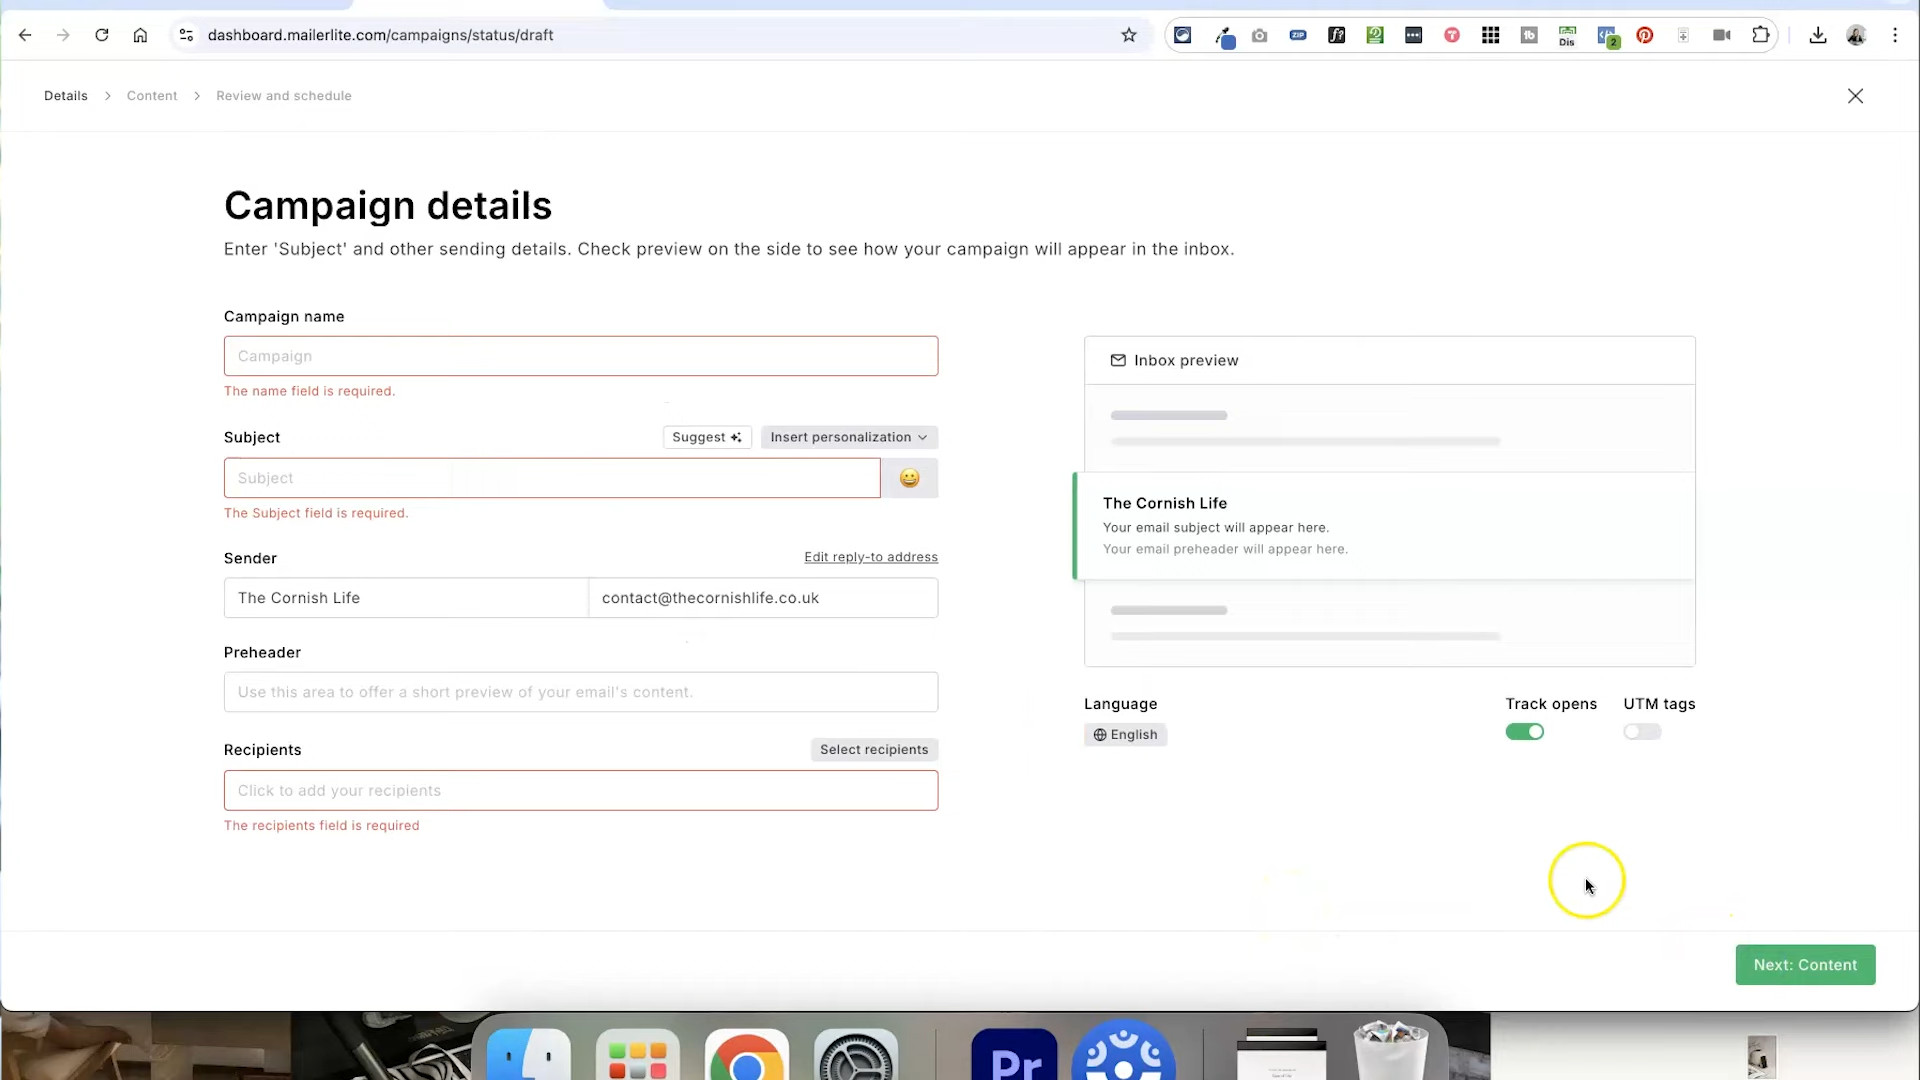 dashboard.mailerlite.com/campaigns/status/draft
ZIP
f?
Dis
2
Details > Content > Review and schedule
Campaign details
Enter 'Subject' and other sending details. Check preview on the side to see how your campaign will appear in the inbox.
Campaign name
Campaign
The name field is required.
Subject
Suggest
Insert personalization
Subject
The Subject field is required.
Sender
Edit reply-to address
The Cornish Life
contact@thecornishlife.co.uk
Preheader
Use this area to offer a short preview of your email's content.
Recipients
Select recipients
Click to add your recipients
The recipients field is required
Inbox preview
The Cornish Life
Your email subject will appear here.
Your email preheader will appear here.
Language
English
Track opens
UTM tags
Next: Content
Pr